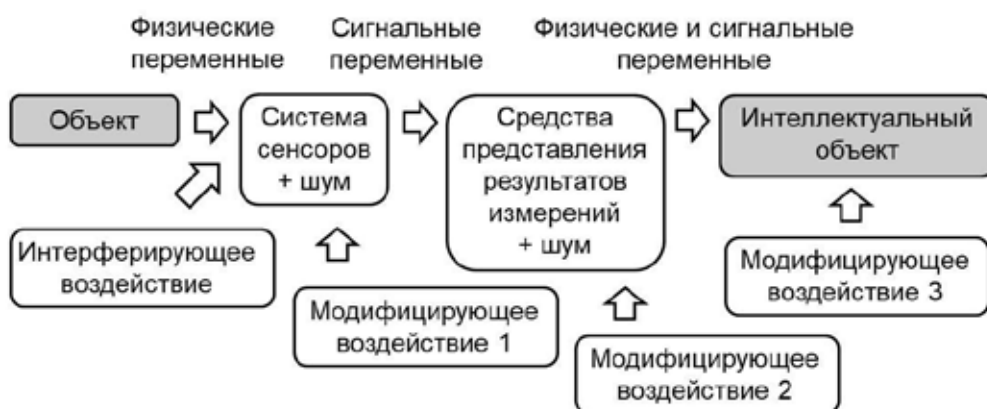 Физические
переменные
Сигнальные
переменные
Физические и сигнальные
переменные
Объект
Система
сенсоров
+ шум
Средства
представления
результатов
измерений
+ шум
Интеллектуальный
объект
Интерферирующее
воздействие
Модифицирующее
воздействие 1
Модифицирующее
воздействие 2
Модифицирующее
воздействие 3